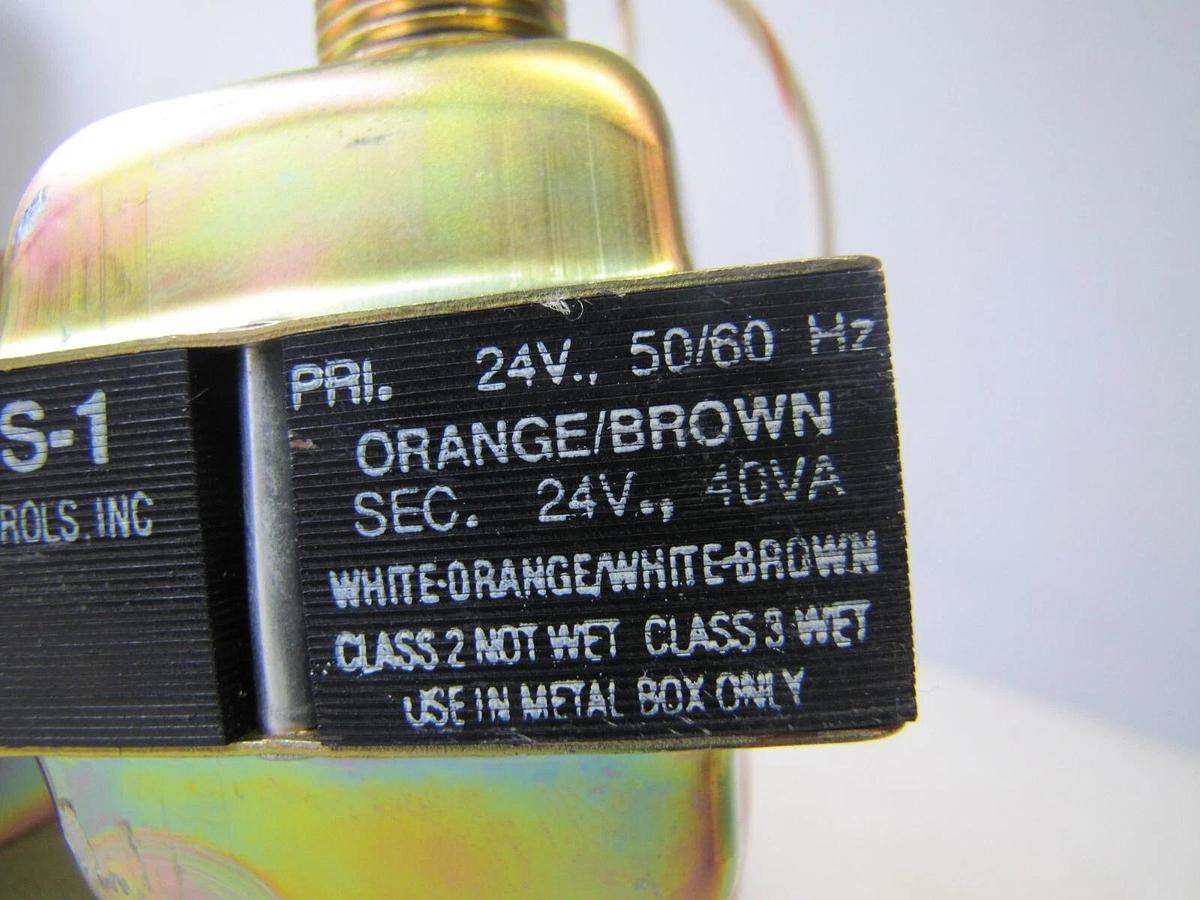 S-1
ROLS. INC
PRI. 24V., 50/60 Hz
ORANGE/BROWN
SEC. 24V., 40VA
WHITE-ORANGE/WHITE-BROWN
CLASS 2 NOT WET CLASS 3 WET
USE IN METAL BOX ONLY